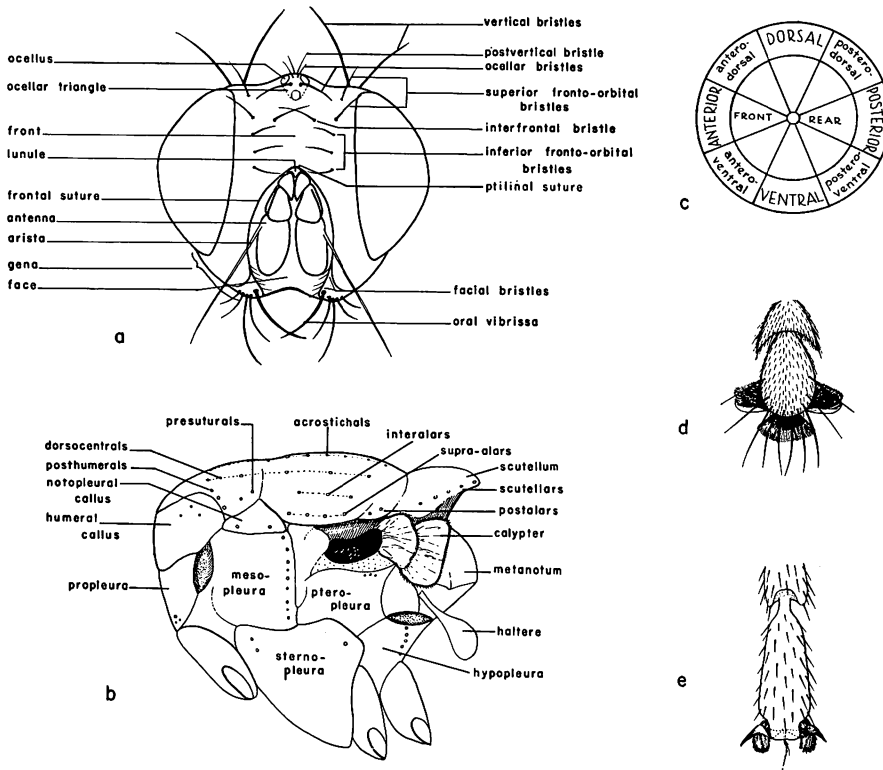 vertical bristles
ocellus
postvertical bristle
ocellar bristles
ocellar triangle
superior fronto-orbital
bristles
front
interfrontal bristle
lunule
inferior fronto-orbital
bristles
ptilinal suture
frontal suture
antenna
arista
gena
face
facial bristles
oral vibrissa
a
antero-
dorsal
DORSAL
postero-
dorsal
ANTERIOR
FRONT
REAR
POSTERIOR
antero-
ventral
VENTRAL
postero-
ventral
c
d
presuturals
acrostichals
interalars
dorsocentrals
supra-alars
posthumerals
scutellum
notopleural
callus
scutellars
humeral
callus
postalars
calypter
propleura
meso-
pleura
ptero-
pleura
metanotum
haltere
sterno-
pleura
hypopleura
b
e